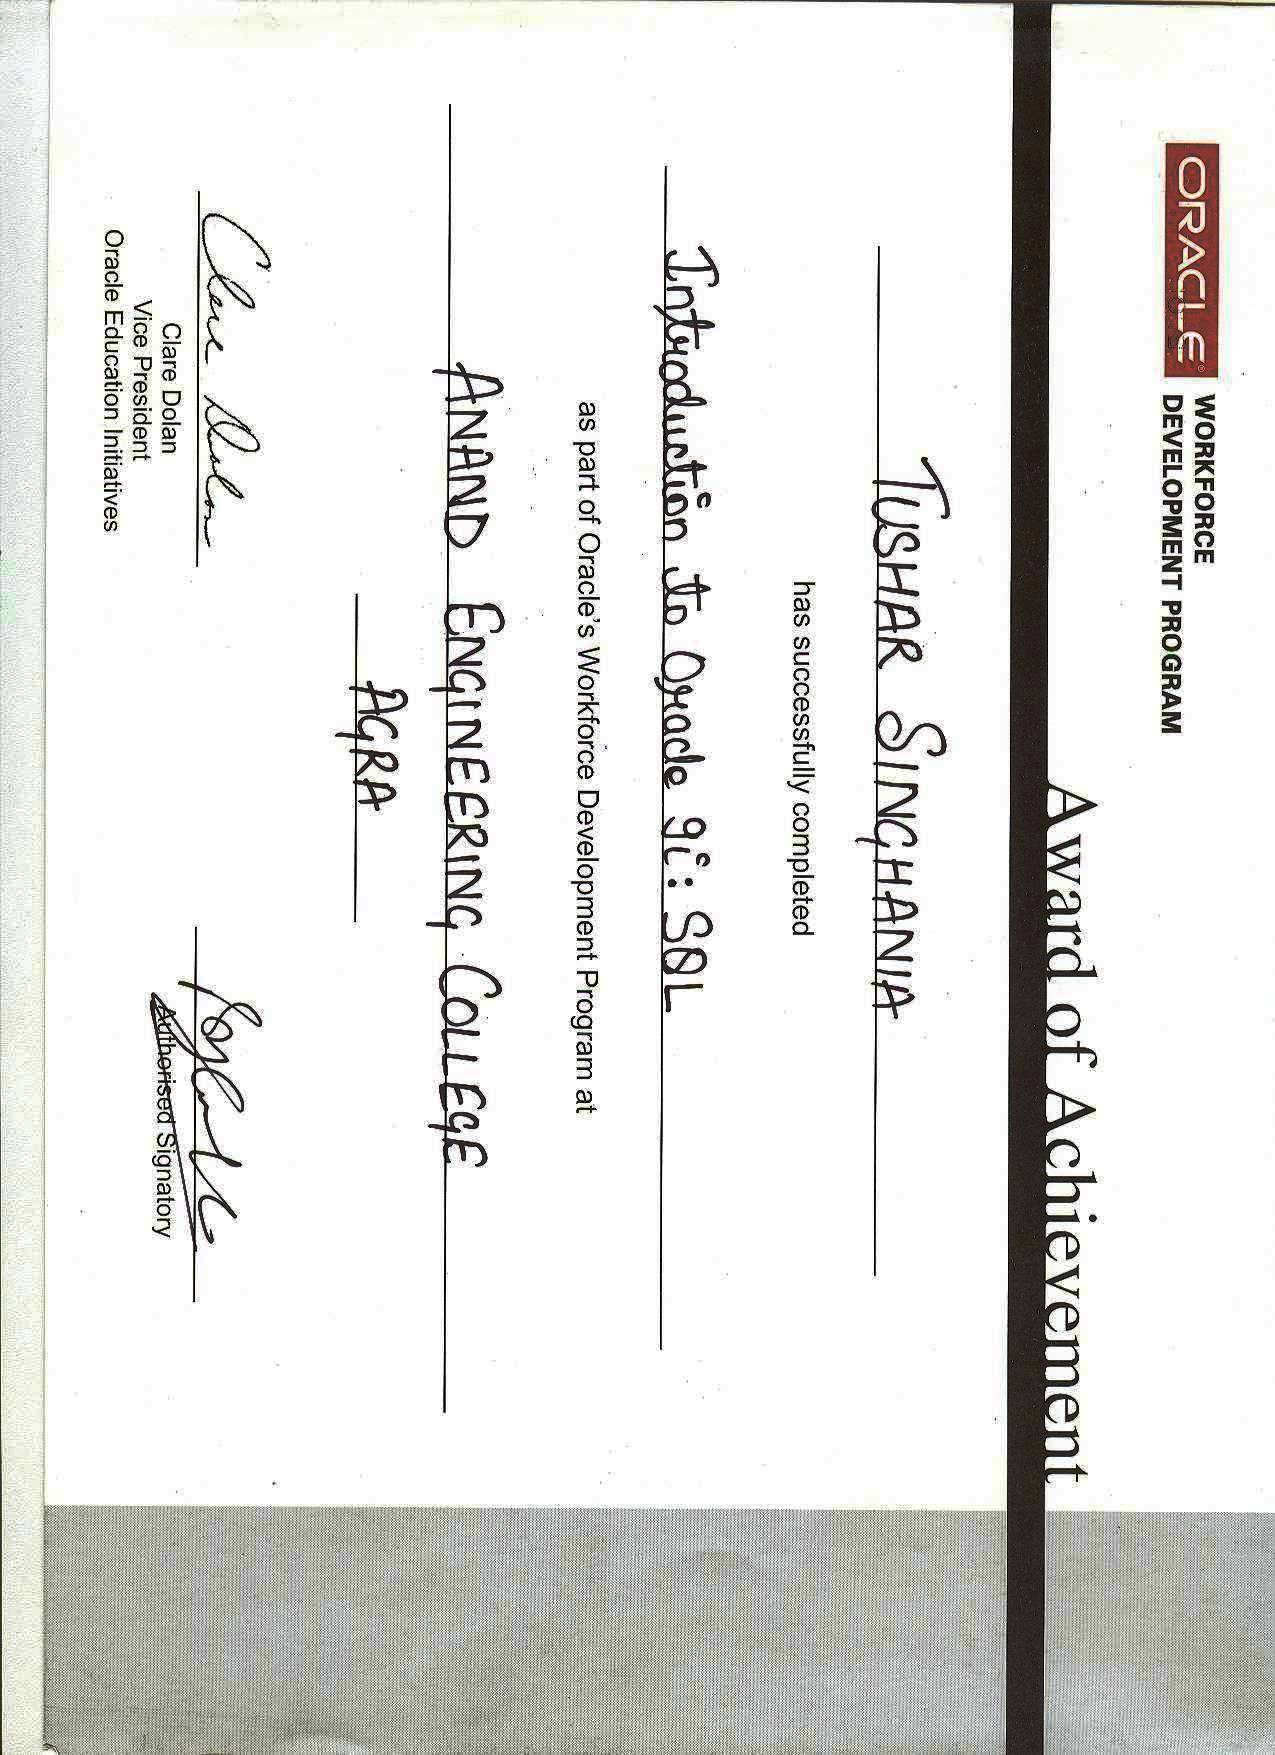 ORACLE®
WORKFORCE
DEVELOPMENT PROGRAM
Award of Achievement
TUSHAR SINGHANIA
has successfully completed
Introduction to Oracle 9i: SQL
as part of Oracle's Workforce Development Program at
ANAND ENGINEERING COLLEGE
AGRA
Clare Dolan
Clare Dolan
Vice President
Oracle Education Initiatives
Authorised Signatory